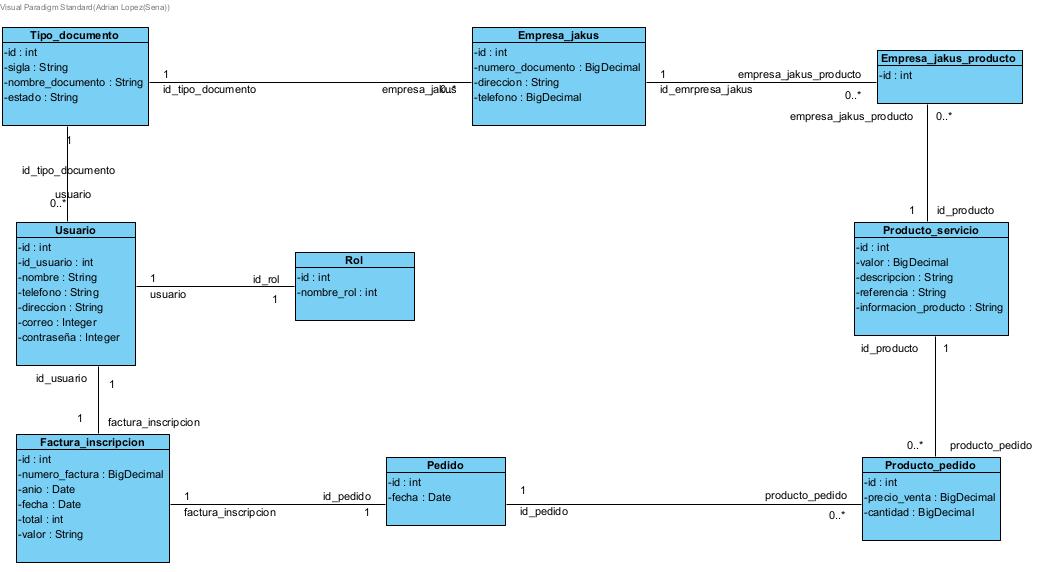 Visual Paradigm Standard(Adrian Lopez(Sena))
Tipo_documento
-id : int
-sigla : String
-nombre_documento : String
-estado : String
1
id_tipo_documento
empresa_jakus
0..*
Empresa_jakus
-id : int
-numero_documento : BigDecimal
-direccion : String
-telefono : BigDecimal
1
id_emrpresa_jakus
empresa_jakus_producto
0..*
Empresa_jakus_producto
-id : int
empresa_jakus_producto
0..*
1
id_producto
1
id_tipo_documento
usuario
0..*
Usuario
-id : int
-id_usuario : int
-nombre : String
-telefono : String
-direccion : String
-correo : Integer
-contraseña : Integer
1
usuario
id_rol
1
Rol
-id : int
-nombre_rol : int
Producto_servicio
-id : int
-valor : BigDecimal
-descripcion : String
-referencia : String
-informacion_producto : String
id_producto
1
0..*
producto_pedido
id_usuario
1
1
factura_inscripcion
Factura_inscripcion
-id : int
-numero_factura : BigDecimal
-anio : Date
-fecha : Date
-total : int
-valor : String
1
factura_inscripcion
id_pedido
1
Pedido
-id : int
-fecha : Date
1
id_pedido
producto_pedido
0..*
Producto_pedido
-id : int
-precio_venta : BigDecimal
-cantidad : BigDecimal